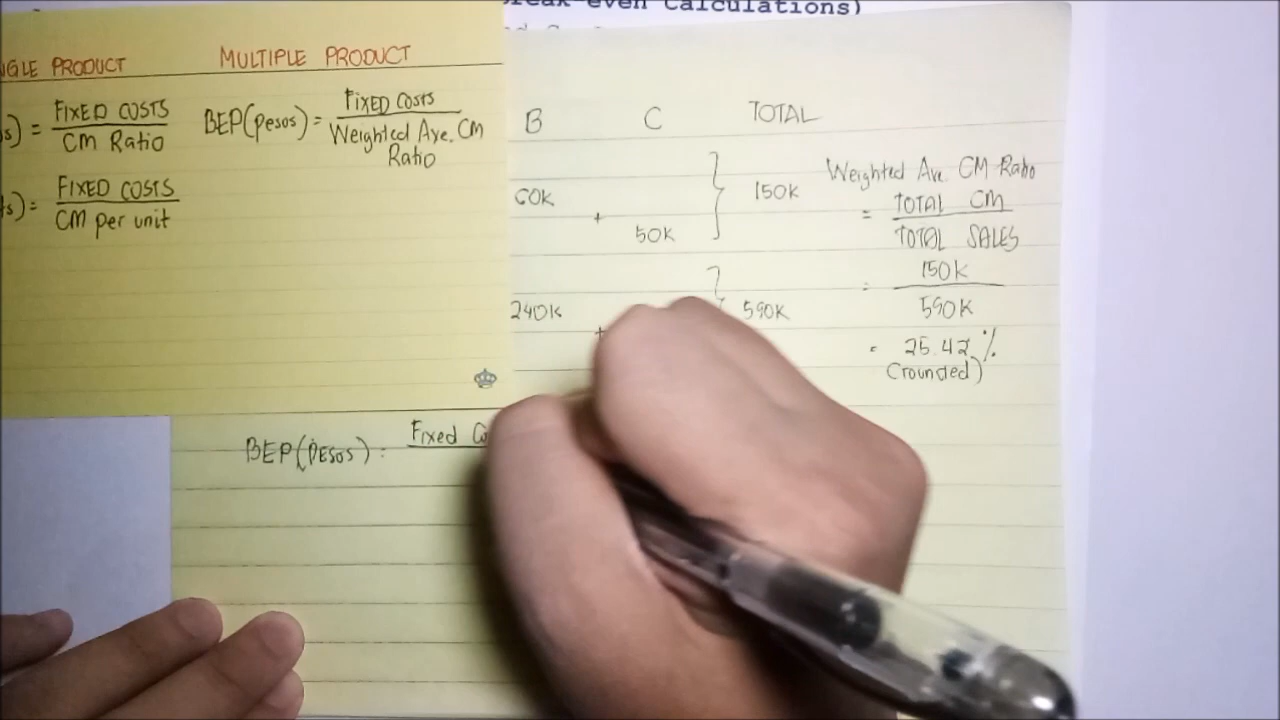 reak-even Calculations)
NGLE PRODUCT
MULTIPLE PRODUCT
s) = FIXED COSTS
CM Ratio
ts) = FIXED COSTS
CM per unit
BEP(pesos) = FIXED COSTS
Weighted Ave. CM
Ratio
B C TOTAL
60K + 50K } 150K
240K + } 590K
Weighted Ave. CM Ratio
= TOTAL CM
TOTAL SALES
= 150K
590K
= 25.42 %
(rounded)
BEP(PESOS) = Fixed Co